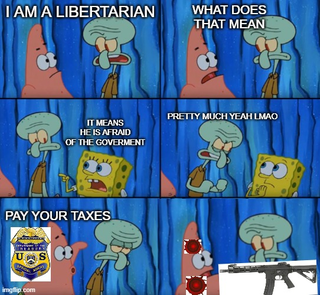 I AM A LIBERTARIAN
WHAT DOES
THAT MEAN
IT MEANS
HE IS AFRAID
OF THE GOVERMENT
PRETTY MUCH YEAH LMAO
PAY YOUR TAXES
U S
imgflip.com